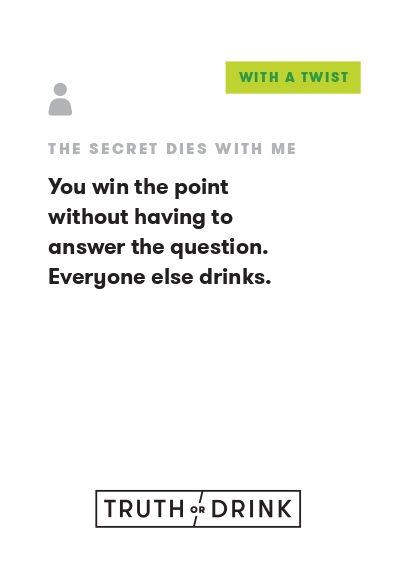 WITH A TWIST
THE SECRET DIES WITH ME
You win the point
without having to
answer the question.
Everyone else drinks.
TRUTH OR DRINK